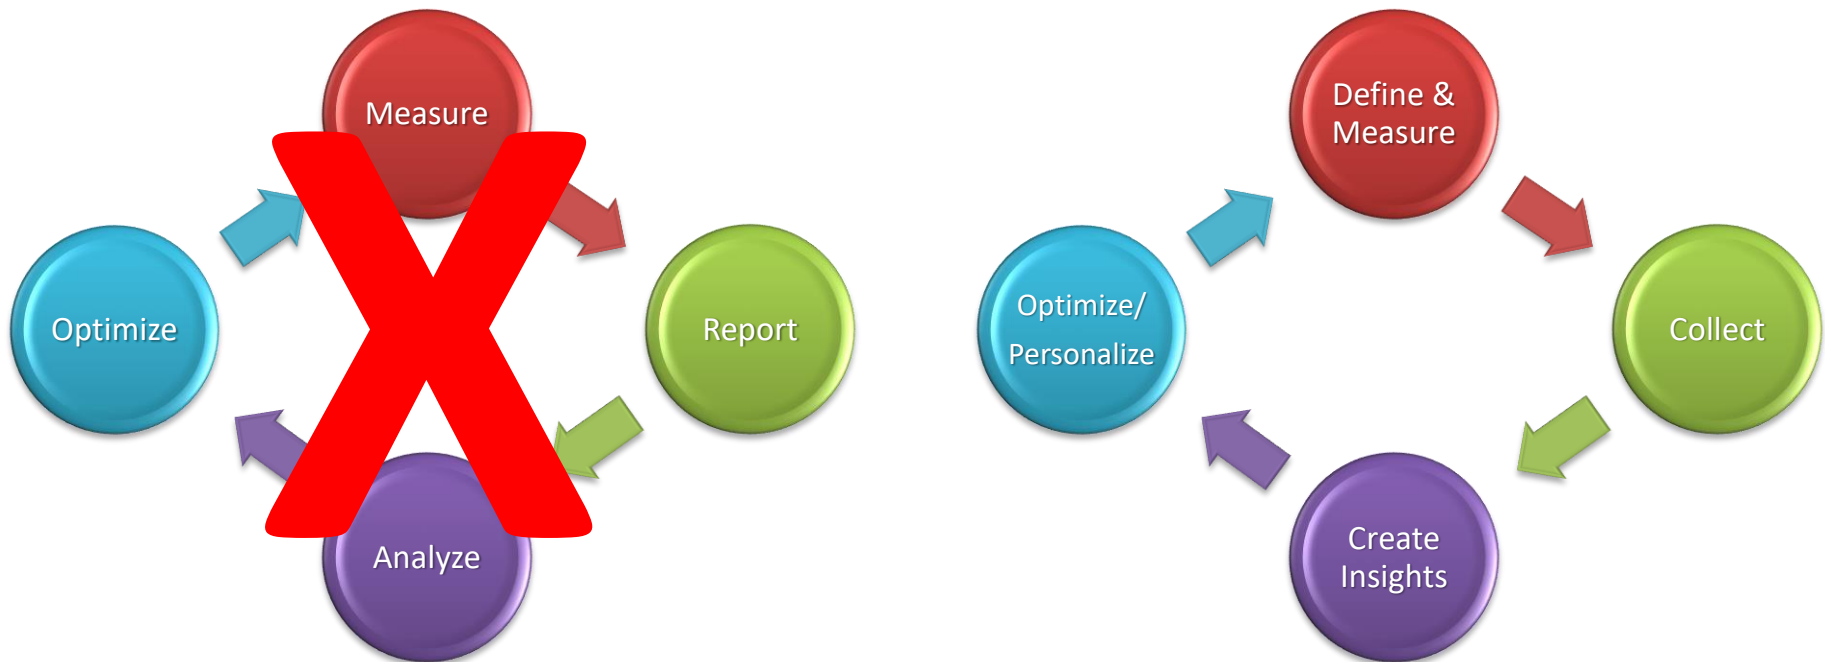 Measure
Report
Analyze
Optimize
Define &
Measure
Collect
Create
Insights
Optimize/
Personalize